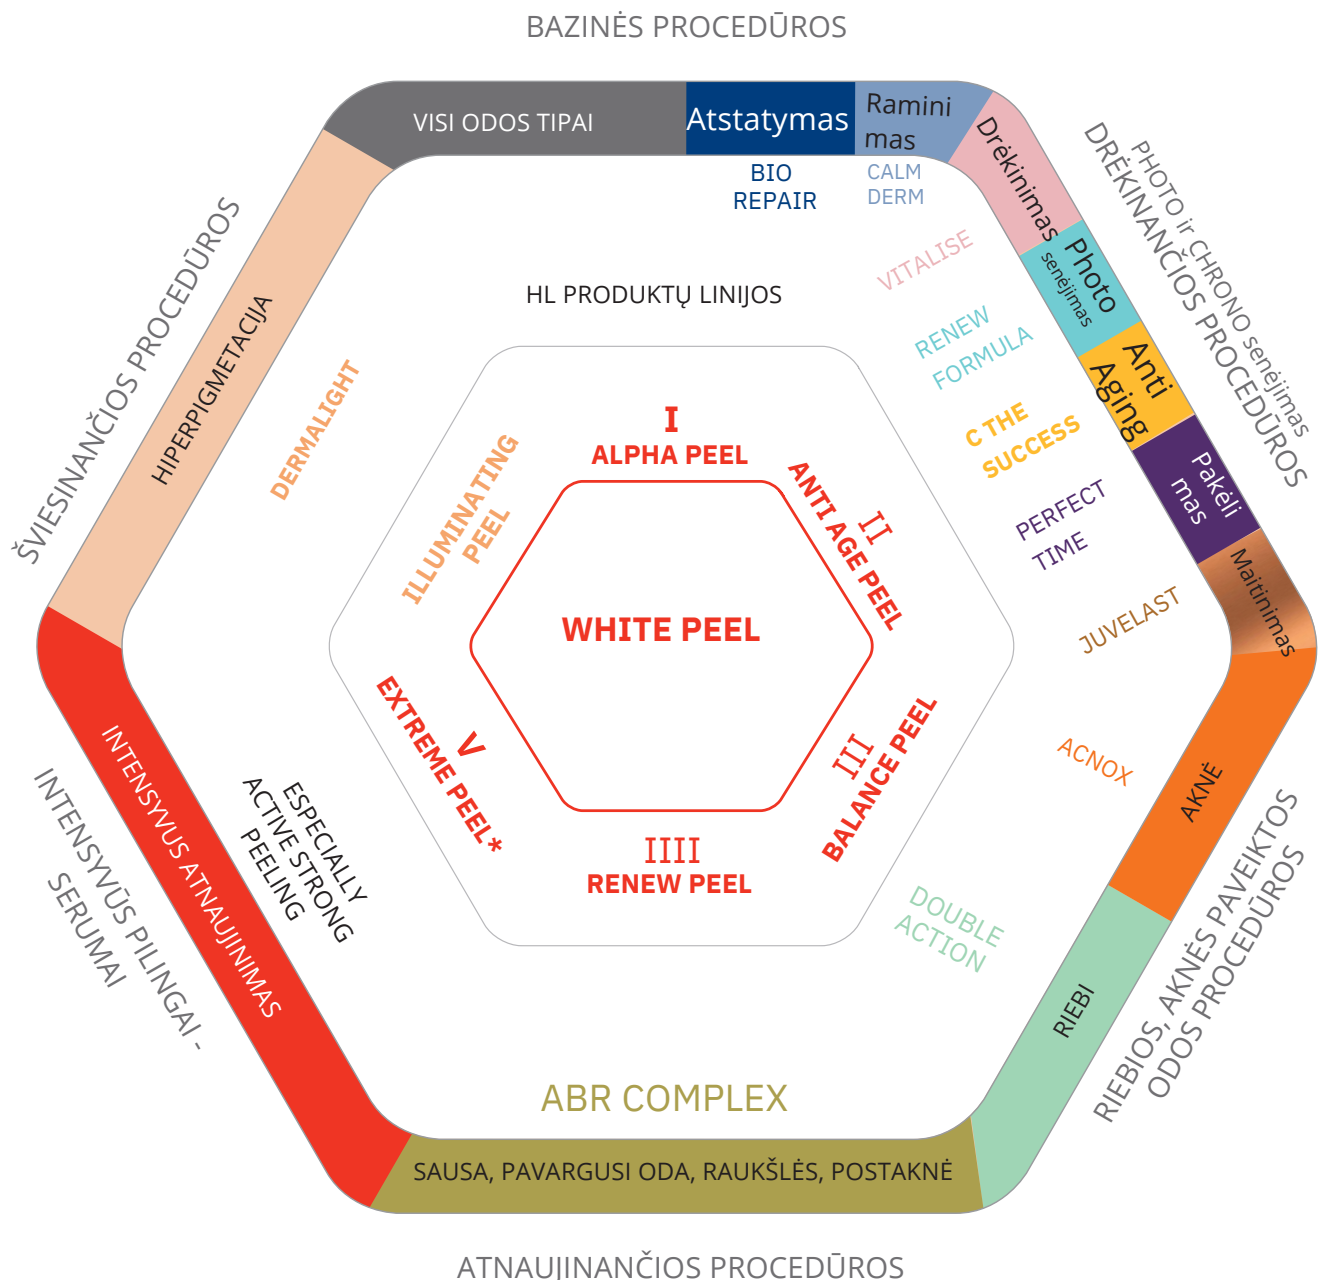 BAZINĖS PROCEDŪROS
VISI ODOS TIPAI
Atstatymas
Ramini
mas
BIO
REPAIR
CALM
DERM
Drėkinimas
Photo
senėjimas
Anti
Aging
Pakėli
mas
Maitinimas
PHOTO ir CHRONO senėjimas
DRĖKINANČIOS PROCEDŪROS
VITALISE
RENEW
FORMULA
C THE
SUCCESS
PERFECT
TIME
JUVELAST
HL PRODUKTŲ LINIJOS
ŠVIESINANČIOS PROCEDŪROS
HIPERPIGMETACIJA
DERMALIGHT
ILLUMINATING
PEEL
I
ALPHA PEEL
II
ANTI AGE PEEL
WHITE PEEL
III
BALANCE PEEL
IIII
RENEW PEEL
V
EXTREME PEEL*
ACNOX
AKNĖ
DOUBLE
ACTION
RIEBI
RIEBIOS, AKNĖS PAVEIKTOS
ODOS PROCEDŪROS
ESPECIALLY
ACTIVE STRONG
PEELING
INTENSYVUS ATNAUJINIMAS
INTENSYVŪS PILINGAI -
SERUMAI
ABR COMPLEX
SAUSA, PAVARGUSI ODA, RAUKŠLĖS, POSTAKNĖ
ATNAUJINANČIOS PROCEDŪROS